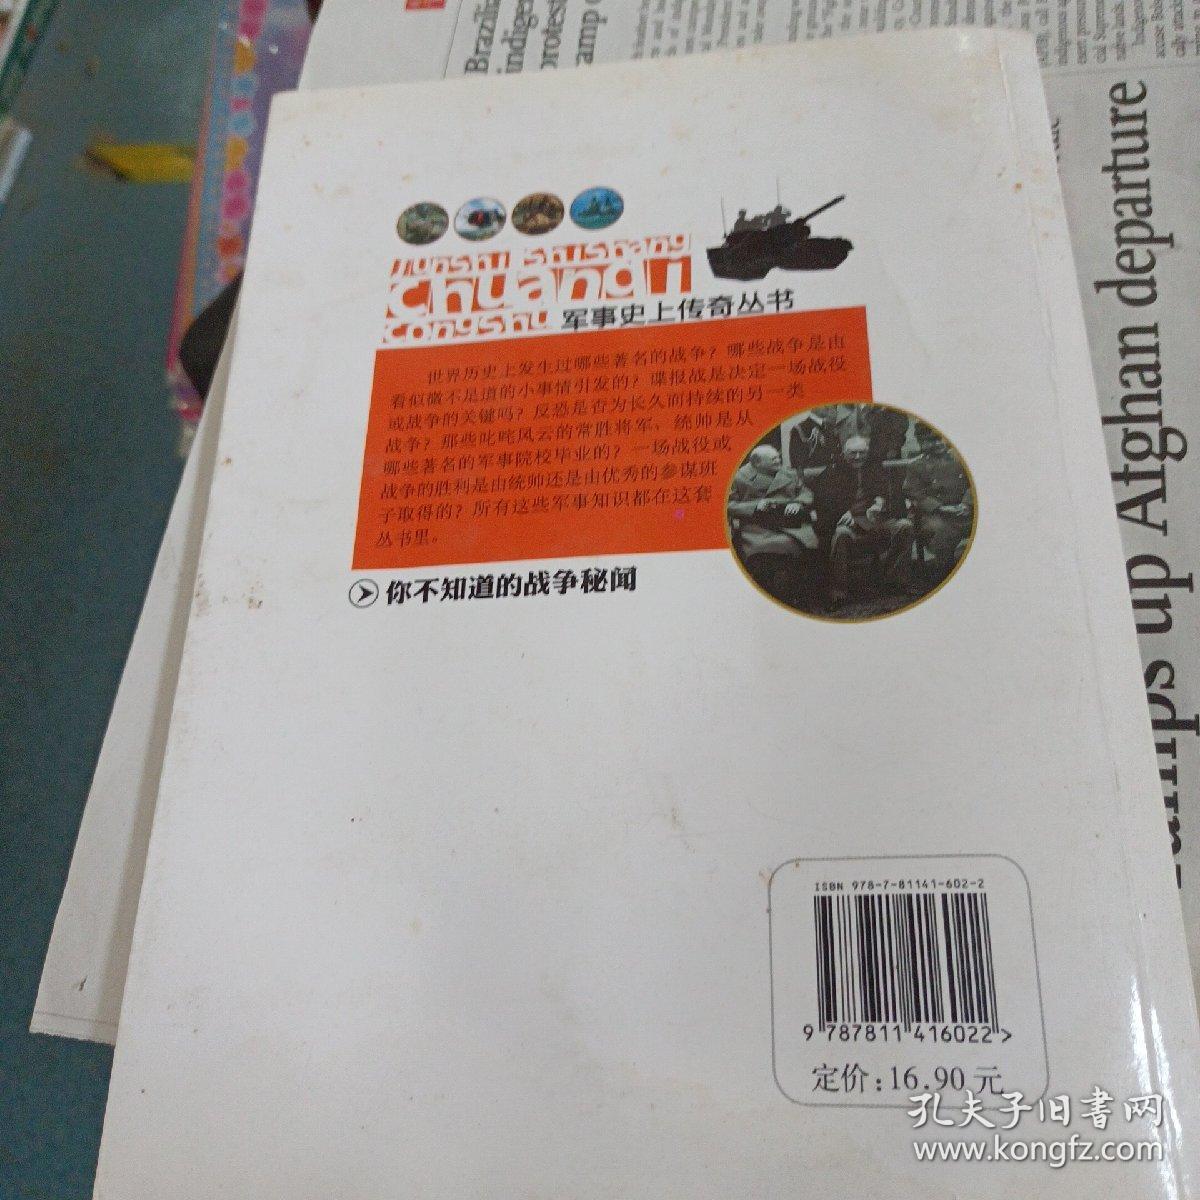 Brazilia
indigen
protest
amp
Junshi shishang
chuanqi
congshu 军事史上传奇丛书
世界历史上发生过哪些著名的战争？哪些战争是由
看似微不足道的小事情引发的？谍报战是决定一场战役
或战争的关键吗？反恐是否为长久而持续的另一类
战争？那些叱咤风云的常胜将军、统帅是从
哪些著名的军事院校毕业的？一场战役或
战争的胜利是由统帅还是由优秀的参谋班
子取得的？所有这些军事知识都在这套
丛书里。
你不知道的战争秘闻
ISBN 978-7-81141-602-2
9 787811 416022 >
定价：16.90 元
up Afghan departure
孔夫子旧书网
www.kongfz.com